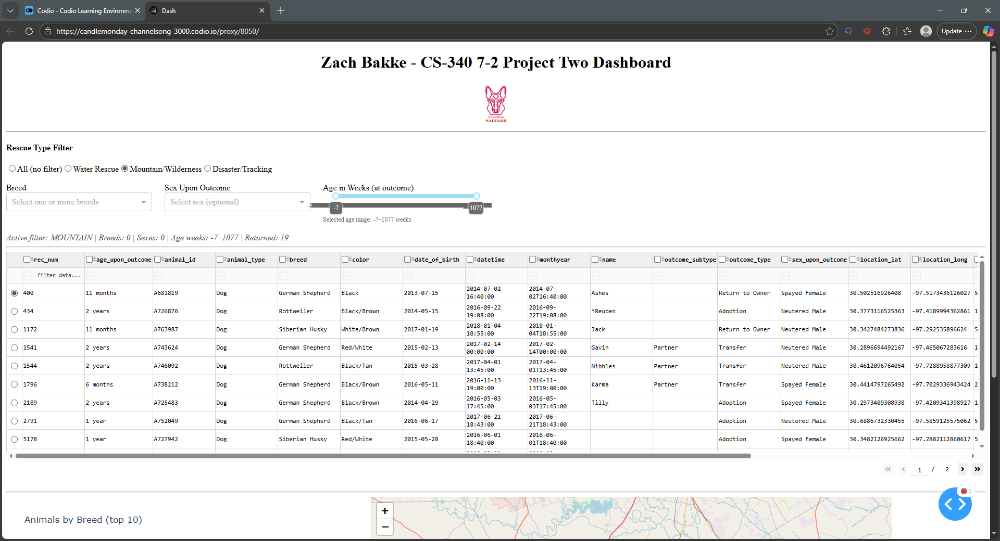 Codio - Codio Learning Environme
Dash
https://candlemonday-channelsong-3000.codio.io/proxy/8050/
Update
Zach Bakke - CS-340 7-2 Project Two Dashboard
GRAZIOSO
SALVARE
Rescue Type Filter
All (no filter) Water Rescue Mountain/Wilderness Disaster/Tracking
Breed Sex Upon Outcome Age in Weeks (at outcome)
Select one or more breeds Select sex (optional)
-7 1077
Selected age range: -7–1077 weeks
Active filter: MOUNTAIN | Breeds: 0 | Sexes: 0 | Age weeks: -7–1077 | Returned: 19
rec_num age_upon_outcome animal_id animal_type breed color date_of_birth datetime monthyear name outcome_subtype outcome_type sex_upon_outcome location_lat location_long
Aa filter data... Aa Aa Aa Aa Aa Aa Aa Aa Aa Aa Aa Aa Aa Aa
400 11 months A681819 Dog German Shepherd Black 2013-07-15 2014-07-02 16:40:00 2014-07-02T16:40:00 Ashes Return to Owner Spayed Female 30.502516926408 -97.5173436126027 5
434 2 years A726876 Dog Rottweiler Black/Brown 2014-05-15 2016-09-22 19:08:00 2016-09-22T19:08:00 *Reuben Adoption Neutered Male 30.3773116525363 -97.4189994362861 1
1172 11 months A763987 Dog Siberian Husky White/Brown 2017-01-19 2018-01-04 18:55:00 2018-01-04T18:55:00 Jack Return to Owner Neutered Male 30.3427484273836 -97.292535896624 5
1541 2 years A743624 Dog German Shepherd Red/White 2015-02-13 2017-02-14 00:00:00 2017-02-14T00:00:00 Gavin Partner Transfer Neutered Male 30.2896694492167 -97.465067283616 1
1544 2 years A746092 Dog Rottweiler Black/Tan 2015-03-28 2017-04-01 13:45:00 2017-04-01T13:45:00 Nibbles Partner Transfer Neutered Male 30.4612096764054 -97.7288958877309 1
1796 6 months A738212 Dog German Shepherd Black/Brown 2016-05-11 2016-11-13 19:00:00 2016-11-13T19:00:00 Karma Partner Transfer Spayed Female 30.4414797265492 -97.7029336943424 2
2189 2 years A725483 Dog German Shepherd Black/Brown 2014-04-29 2016-05-03 17:45:00 2016-05-03T17:45:00 Tilly Adoption Spayed Female 30.2973409308938 -97.4209341398927 1
2791 1 year A752049 Dog German Shepherd Black/Tan 2016-06-17 2017-06-21 18:43:00 2017-06-21T18:43:00 Adoption Neutered Male 30.6886732330455 -97.5859125575062 5
5178 1 year A727942 Dog Siberian Husky Red/White 2015-05-28 2016-06-01 18:40:00 2016-06-01T18:40:00 Adoption Spayed Female 30.3482126925662 -97.2882112860617 5
1 / 2
1
Animals by Breed (top 10)
+
−